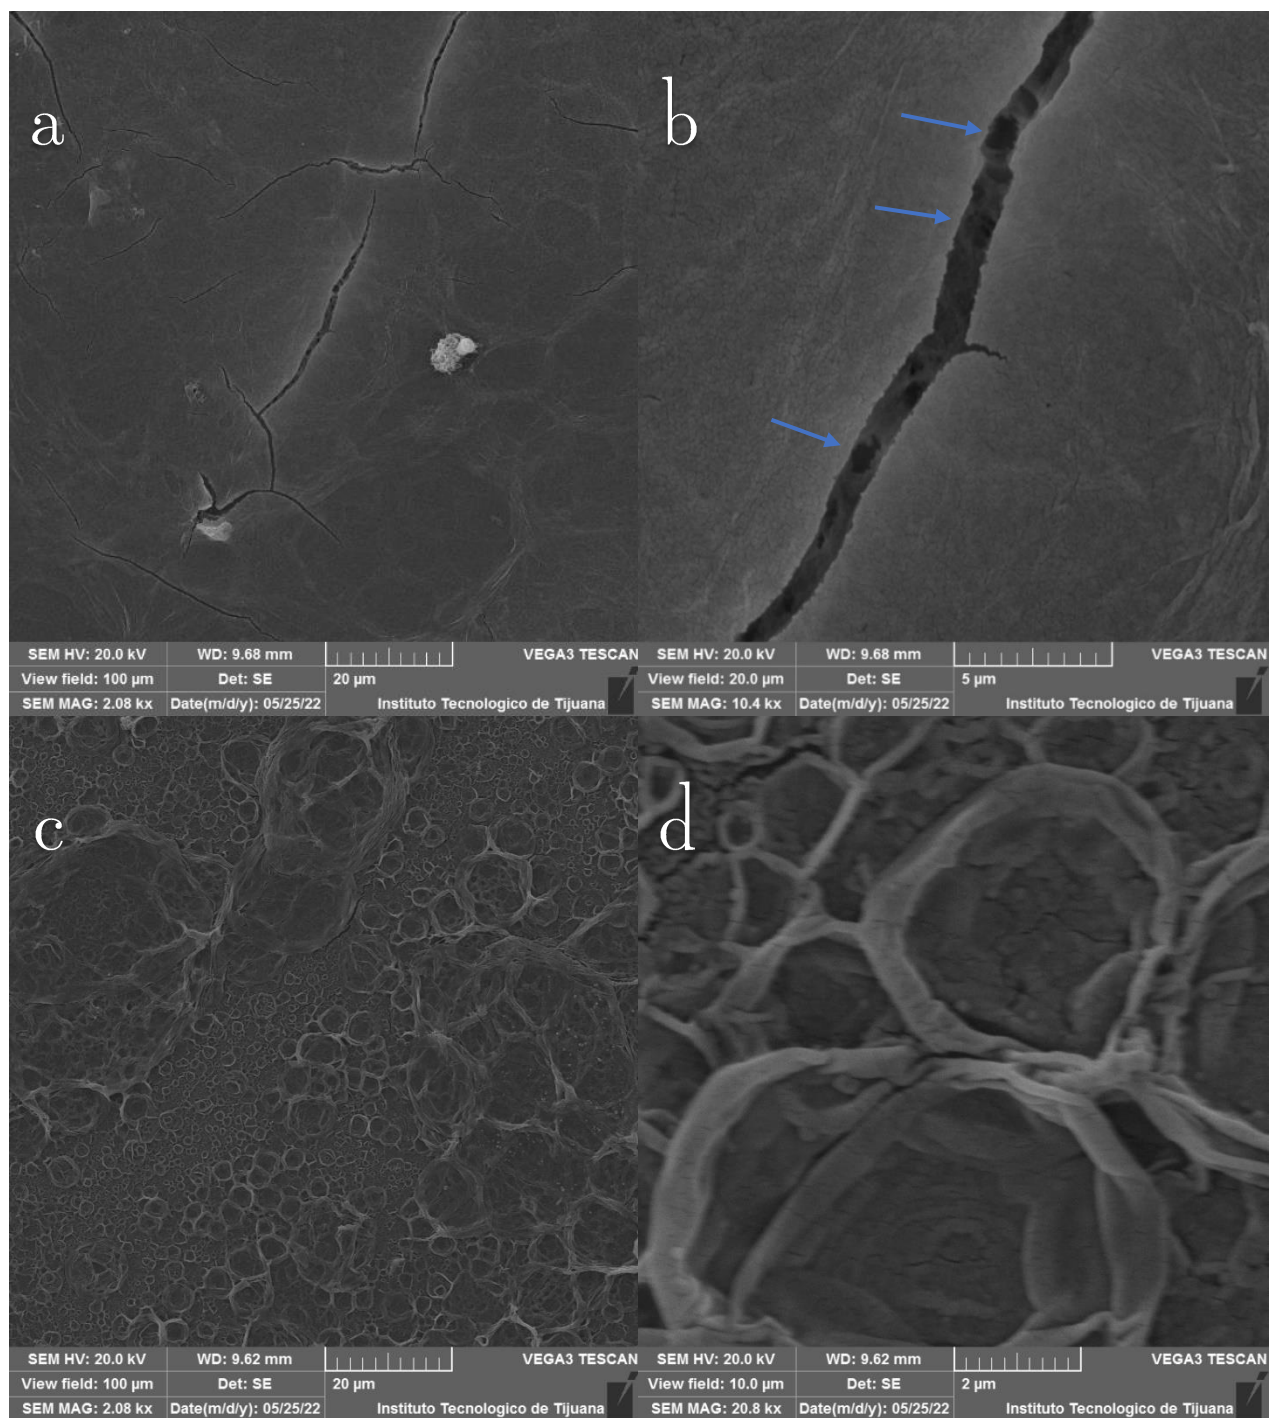 a
b
SEM HV: 20.0 kV WD: 9.68 mm VEGA3 TESCAN
View field: 100 µm Det: SE 20 µm
SEM MAG: 2.08 kx Date(m/d/y): 05/25/22 Instituto Tecnologico de Tijuana
SEM HV: 20.0 kV WD: 9.68 mm VEGA3 TESCAN
View field: 20.0 µm Det: SE 5 µm
SEM MAG: 10.4 kx Date(m/d/y): 05/25/22 Instituto Tecnologico de Tijuana
c
d
SEM HV: 20.0 kV WD: 9.62 mm VEGA3 TESCAN
View field: 100 µm Det: SE 20 µm
SEM MAG: 2.08 kx Date(m/d/y): 05/25/22 Instituto Tecnologico de Tijuana
SEM HV: 20.0 kV WD: 9.62 mm VEGA3 TESCAN
View field: 10.0 µm Det: SE 2 µm
SEM MAG: 20.8 kx Date(m/d/y): 05/25/22 Instituto Tecnologico de Tijuana